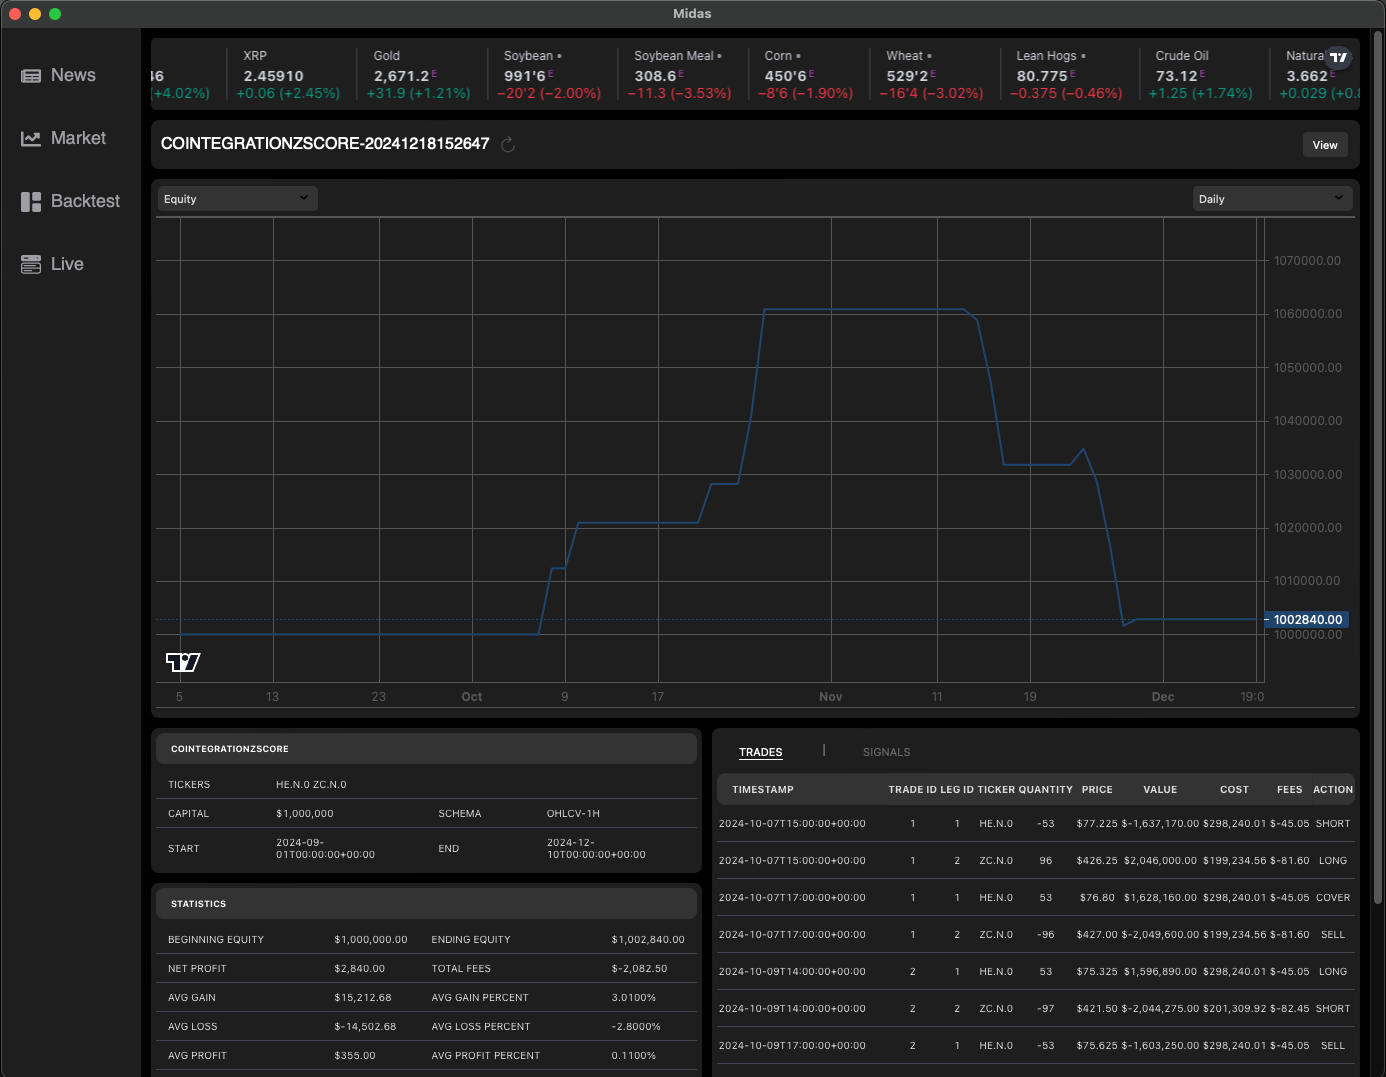 Midas
News
Market
Backtest
Live
46
(+4.02%)
XRP
2.45910
+0.06 (+2.45%)
Gold
2,671.2 E
+31.9 (+1.21%)
Soybean •
991'6 E
−20'2 (−2.00%)
Soybean Meal •
308.6 E
−11.3 (−3.53%)
Corn •
450'6 E
−8'6 (−1.90%)
Wheat •
529'2 E
−16'4 (−3.02%)
Lean Hogs •
80.775 E
−0.375 (−0.46%)
Crude Oil
73.12 E
+1.25 (+1.74%)
Natura
3.662 E
+0.029 (+0.8
COINTEGRATIONZSCORE-20241218152647
View
Equity
Daily
1070000.00
1060000.00
1050000.00
1040000.00
1030000.00
1020000.00
1010000.00
1002840.00
1000000.00
5 13 23 Oct 9 17 Nov 11 19 Dec 19:0
COINTEGRATIONZSCORE
TICKERS HE.N.0 ZC.N.0
CAPITAL $1,000,000 SCHEMA OHLCV-1H
START 2024-09-01T00:00:00+00:00 END 2024-12-10T00:00:00+00:00
STATISTICS
BEGINNING EQUITY $1,000,000.00 ENDING EQUITY $1,002,840.00
NET PROFIT $2,840.00 TOTAL FEES $-2,082.50
AVG GAIN $15,212.68 AVG GAIN PERCENT 3.0100%
AVG LOSS $-14,502.68 AVG LOSS PERCENT -2.8000%
AVG PROFIT $355.00 AVG PROFIT PERCENT 0.1100%
TRADES | SIGNALS
TIMESTAMP TRADE ID LEG ID TICKER QUANTITY PRICE VALUE COST FEES ACTION
2024-10-07T15:00:00+00:00 1 1 HE.N.0 -53 $77.225 $-1,637,170.00 $298,240.01 $-45.05 SHORT
2024-10-07T15:00:00+00:00 1 2 ZC.N.0 96 $426.25 $2,046,000.00 $199,234.56 $-81.60 LONG
2024-10-07T17:00:00+00:00 1 1 HE.N.0 53 $76.80 $1,628,160.00 $298,240.01 $-45.05 COVER
2024-10-07T17:00:00+00:00 1 2 ZC.N.0 -96 $427.00 $-2,049,600.00 $199,234.56 $-81.60 SELL
2024-10-09T14:00:00+00:00 2 1 HE.N.0 53 $75.325 $1,596,890.00 $298,240.01 $-45.05 LONG
2024-10-09T14:00:00+00:00 2 2 ZC.N.0 -97 $421.50 $-2,044,275.00 $201,309.92 $-82.45 SHORT
2024-10-09T17:00:00+00:00 2 1 HE.N.0 -53 $75.625 $-1,603,250.00 $298,240.01 $-45.05 SELL